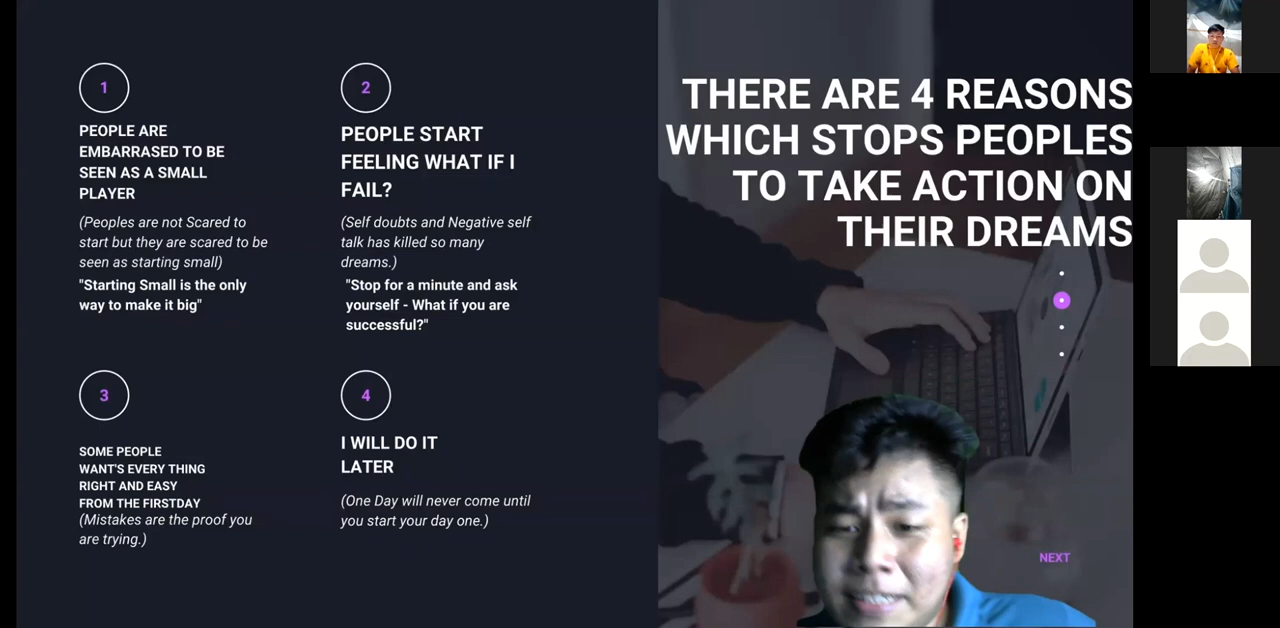 THERE ARE 4 REASONS
WHICH STOPS PEOPLES
TO TAKE ACTION ON
THEIR DREAMS
1
PEOPLE ARE
EMBARRASED TO BE
SEEN AS A SMALL
PLAYER
(Peoples are not Scared to
start but they are scared to be
seen as starting small)
"Starting Small is the only
way to make it big"
2
PEOPLE START
FEELING WHAT IF I
FAIL?
(Self doubts and Negative self
talk has killed so many
dreams.)
"Stop for a minute and ask
yourself - What if you are
successful?"
3
SOME PEOPLE
WANT'S EVERY THING
RIGHT AND EASY
FROM THE FIRSTDAY
(Mistakes are the proof you
are trying.)
4
I WILL DO IT
LATER
(One Day will never come until
you start your day one.)
NEXT